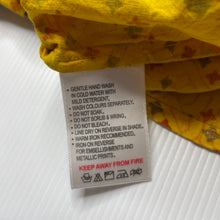 • GENTLE HAND WASH
IN COLD WATER WITH
MILD DETERGENT.
• WASH COLOURS SEPARATELY.
• DO NOT SOAK.
• DO NOT SCRUB & WRING.
• DO NOT BLEACH.
• LINE DRY ON REVERSE IN SHADE.
• WARM IRON ON REVERSE.
• IRON ON REVERSE
FOR EMBELLISHMENTS AND
METALLIC PRINTS.
KEEP AWAY FROM FIRE